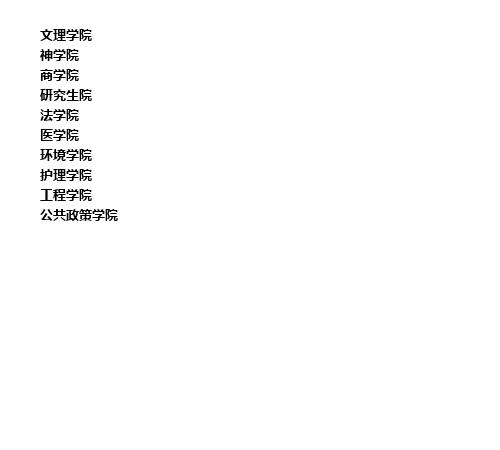 文理学院
神学院
商学院
研究生院
法学院
医学院
环境学院
护理学院
工程学院
公共政策学院